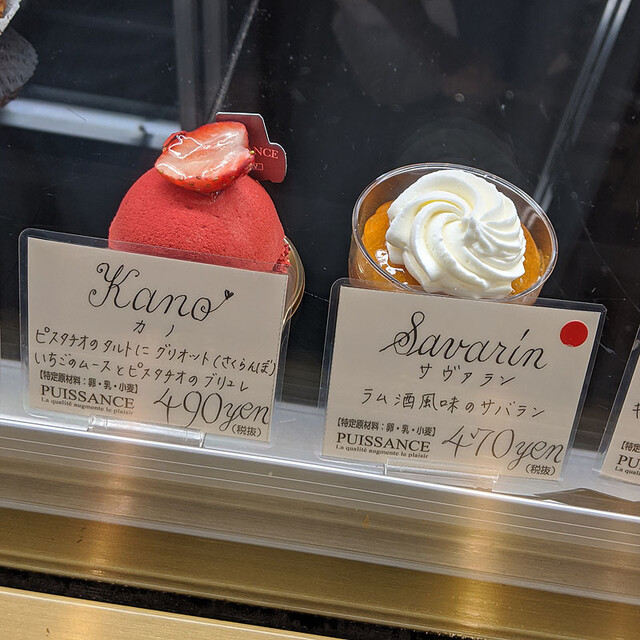 NCE
Kano
カノ
ピスタチオのタルトに グリオット(さくらんぼ)
いちごのムースとピスタチオのブリュレ
【特定原材料:卵・乳・小麦】
PUISSANCE
La qualité augmente le plaisir
490yen
(税抜)
Savarin
サヴァラン
ラム酒風味のサバラン
【特定原材料:卵・乳・小麦】
PUISSANCE
La qualité augmente le plaisir
470yen
(税抜)
PU
La qu